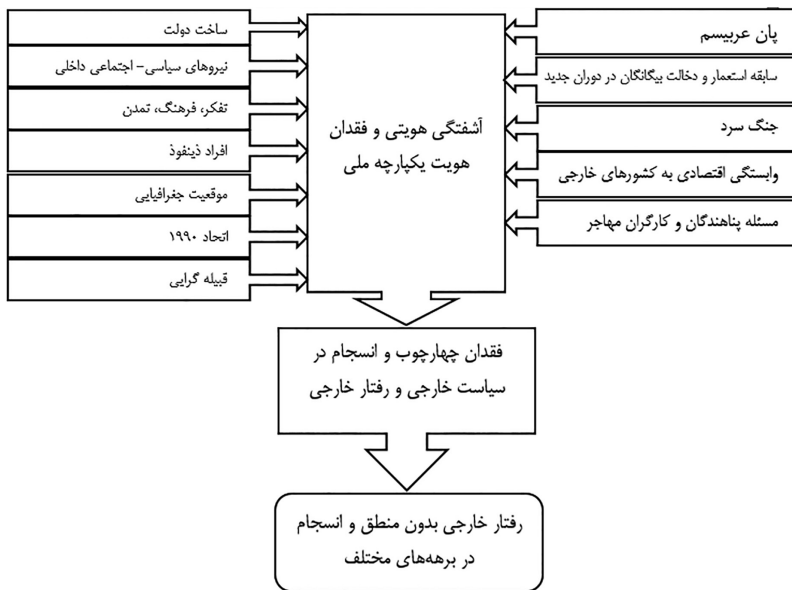 پان عربیسم
سابقه استعمار و دخالت بیگانگان در دوران جدید
جنگ سرد
وابستگی اقتصادی به کشورهای خارجی
مسئله پناهندگان و کارگران مهاجر
آشفتگی هویتی و فقدان
هویت یکپارچه ملی
ساخت دولت
نیروهای سیاسی- اجتماعی داخلی
تفکر، فرهنگ، تمدن
افراد ذینفوذ
موقعیت جغرافیایی
اتحاد ۱۹۹۰
قبیله گرایی
فقدان چهارچوب و انسجام در
سیاست خارجی و رفتار خارجی
رفتار خارجی بدون منطق و انسجام
در برهه‌های مختلف